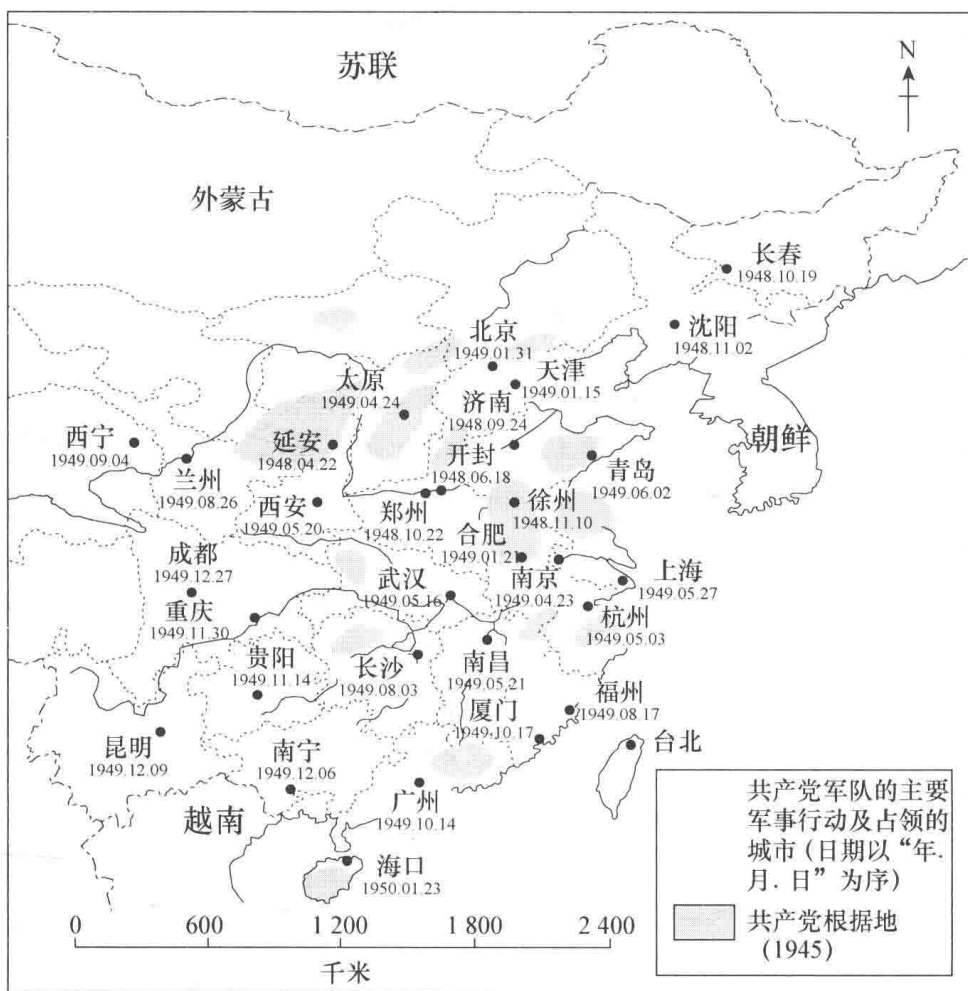 苏联
N
外蒙古
长春
1948.10.19
沈阳
1948.11.02
北京
1949.01.31
天津
1949.01.15
太原
1949.04.24
济南
1948.09.24
西宁
1949.09.04
延安
1948.04.22
开封
1948.06.18
青岛
1949.06.02
朝鲜
兰州
1949.08.26
西安
1949.05.20
郑州
1948.10.22
徐州
1948.11.10
合肥
1949.01.21
成都
1949.12.27
武汉
1949.05.16
南京
1949.04.23
上海
1949.05.27
重庆
1949.11.30
杭州
1949.05.03
贵阳
1949.11.14
长沙
1949.08.03
南昌
1949.05.21
福州
1949.08.17
厦门
1949.10.17
昆明
1949.12.09
南宁
1949.12.06
台北
广州
1949.10.14
越南
海口
1950.01.23
共产党军队的主要
军事行动及占领的
城市(日期以“年.
月.日”为序)
共产党根据地
(1945)
0 600 1 200 1 800 2 400
千米